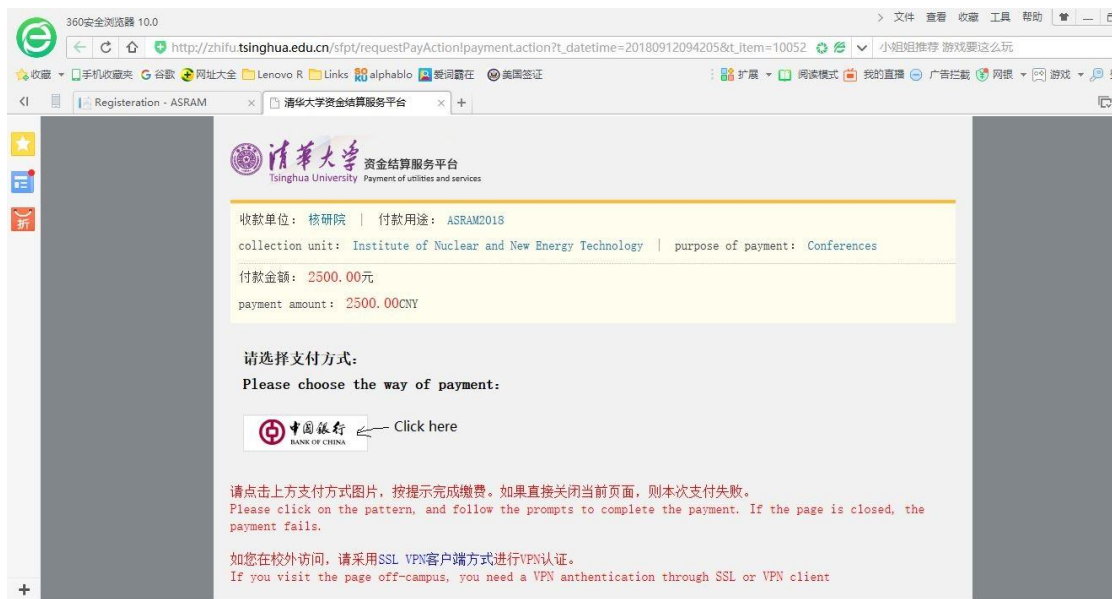 360安全浏览器 10.0
文件 查看 收藏 工具 帮助
http://zhifu.tsinghua.edu.cn/sfpt/requestPayAction!payment.action?t_datetime=20180912094205&t_item=10052
小姐姐推荐 游戏要这么玩
收藏 手机收藏夹 谷歌 网址大全 Lenovo R Links alphablo 爱词霸在 美国签证
扩展 阅读模式 我的直播 广告拦截 网银 游戏
Registeration - ASRAM
清华大学资金结算服务平台
清华大学 资金结算服务平台
Tsinghua University Payment of utilities and services
折
收款单位: 核研院 | 付款用途: ASRAM2018
collection unit: Institute of Nuclear and New Energy Technology | purpose of payment: Conferences
付款金额: 2500.00元
payment amount: 2500.00CNY
请选择支付方式:
Please choose the way of payment:
中国银行
BANK OF CHINA
Click here
请点击上方支付方式图片，按提示完成缴费。如果直接关闭当前页面，则本次支付失败。
Please click on the pattern, and follow the prompts to complete the payment. If the page is closed, the
payment fails.
如您在校外访问，请采用SSL VPN客户端方式进行VPN认证。
If you visit the page off-campus, you need a VPN anthentication through SSL or VPN client